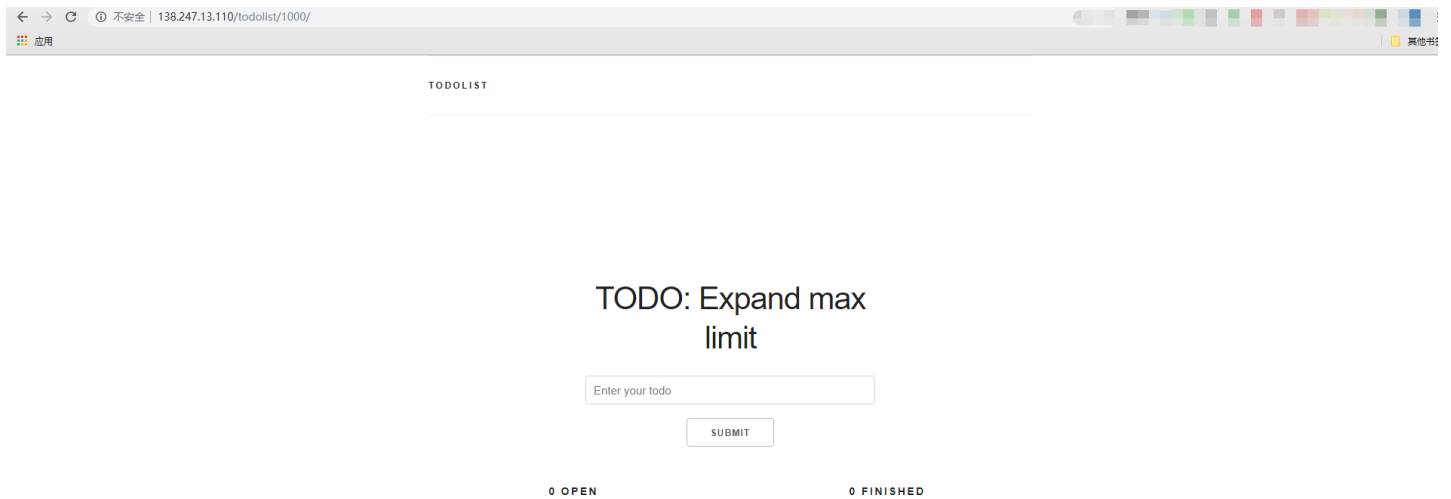 不安全 | 138.247.13.110/todolist/1000/
应用
其他书签
TODOLIST
TODO: Expand max
limit
Enter your todo
SUBMIT
0 OPEN
0 FINISHED